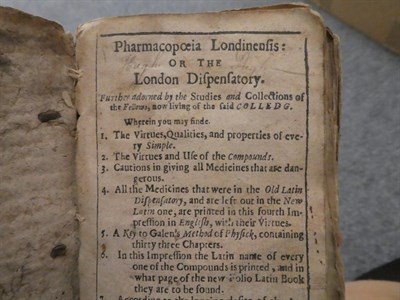 Pharmacopœia Londinensis:
OR THE
London Dispensatory.
Further adorned by the Studies and Collections of
the Fellows, now living of the said COLLEDG.
Wherein you may finde
1. The Virtues, Qualities, and properties of eve-
ry Simple.
2. The Virtues and Use of the Compounds.
3. Cautions in giving all Medicines that are dan-
gerous.
4. All the Medicines that were in the Old Latin
Dispensatory, and are left out in the New
Latin one, are printed in this fourth Im-
pression in English, with their Virtues.
5. A Key to Galen's Method of Physick, containing
thirty three Chapters.
6. In this Impression the Latin name of every
one of the Compounds is printed, and in
what page of the new Folio Latin Book
they are to be found.